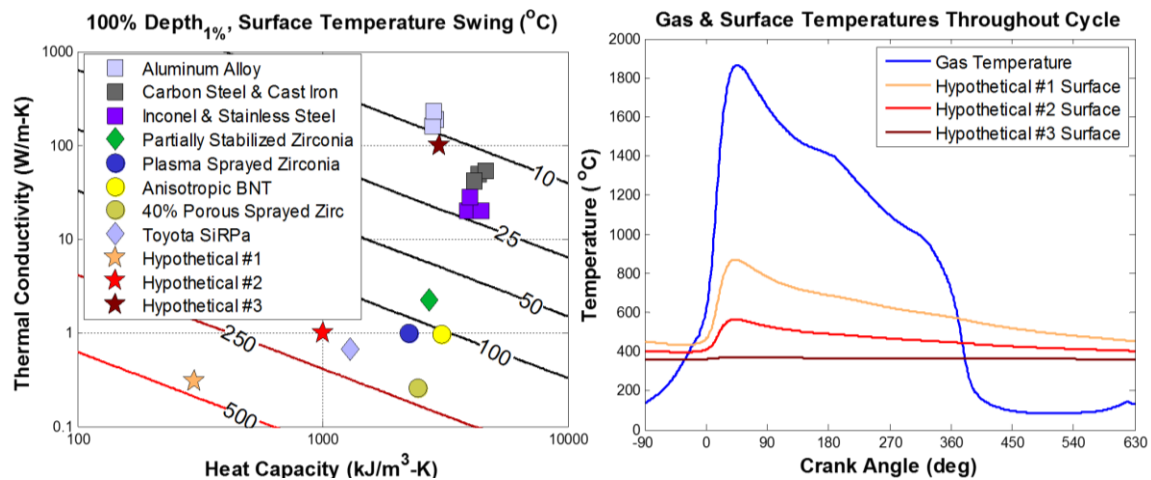 100% Depth1%, Surface Temperature Swing (°C)
1000
100
10
1
0.1
Thermal Conductivity (W/m-K)
Aluminum Alloy
Carbon Steel & Cast Iron
Inconel & Stainless Steel
Partially Stabilized Zirconia
Plasma Sprayed Zirconia
Anisotropic BNT
40% Porous Sprayed Zirc
Toyota SiRPa
Hypothetical #1
Hypothetical #2
Hypothetical #3
10
25
50
100
250
500
100
1000
10000
Heat Capacity (kJ/m³-K)
Gas & Surface Temperatures Throughout Cycle
2000
1800
1600
1400
1200
1000
800
600
400
200
0
Temperature (°C)
Gas Temperature
Hypothetical #1 Surface
Hypothetical #2 Surface
Hypothetical #3 Surface
-90 0 90 180 270 360 450 540 630
Crank Angle (deg)